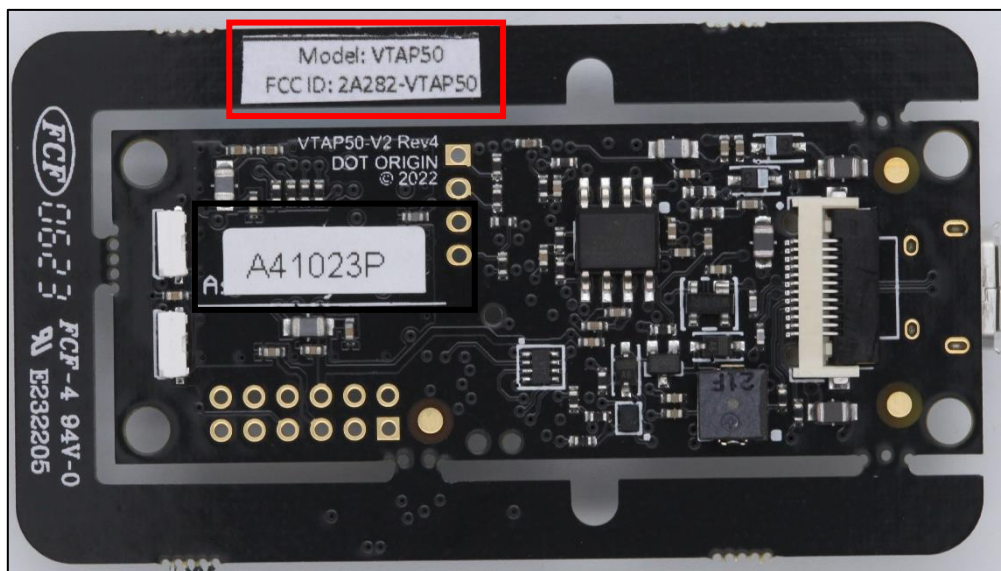 Model: VTAP50
FCC ID: 2A282-VTAP50
VTAP50-V2 Rev4
DOT ORIGIN
© 2022
A41023P
As
FCF
0623
FCF-4 94V-0
E232205
21F